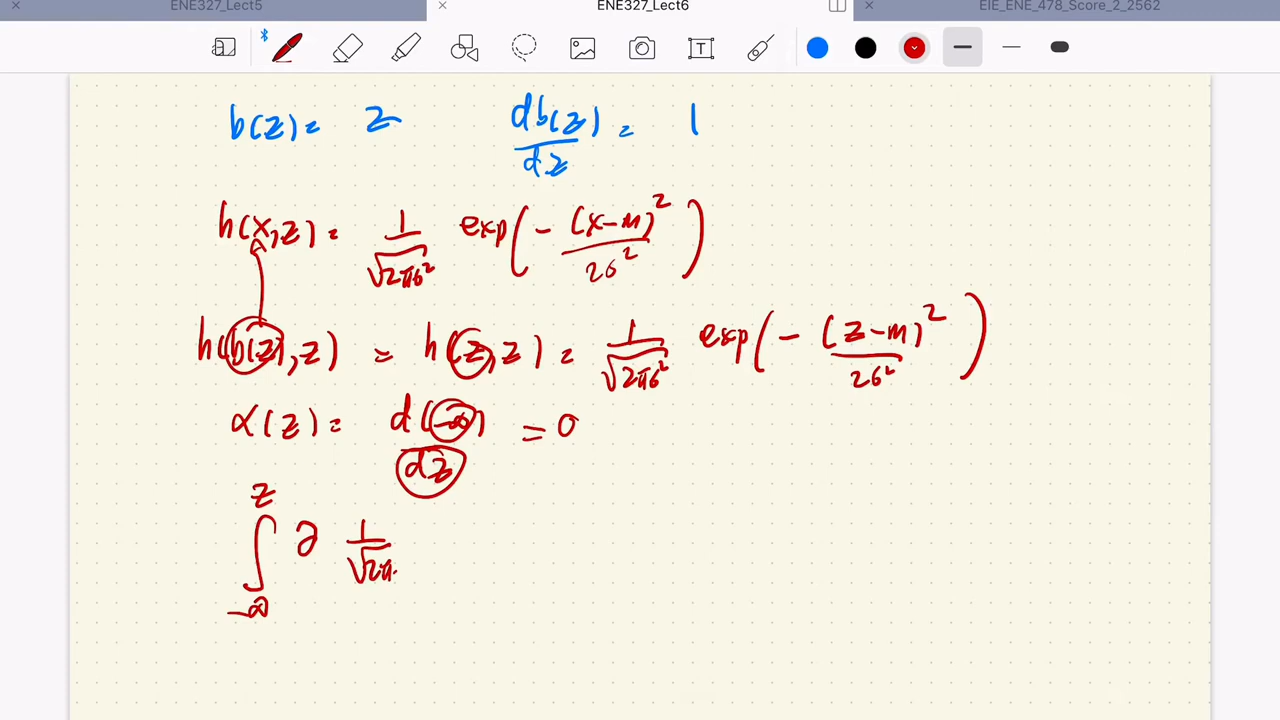 ENE327_Lect5 ENE327_Lect6 EIE_ENE_478_Score_2_2562
b(z) = z db(z)/dz = 1
h(x,z) = 1/√2πσ² exp(- (x-m)²/2σ²)
h(b(z),z) = h(z,z) = 1/√2πσ² exp(- (z-m)²/2σ²)
α(z) = d(-∞)/dz = 0
∫_{-∞}^{z} ∂ 1/√2π